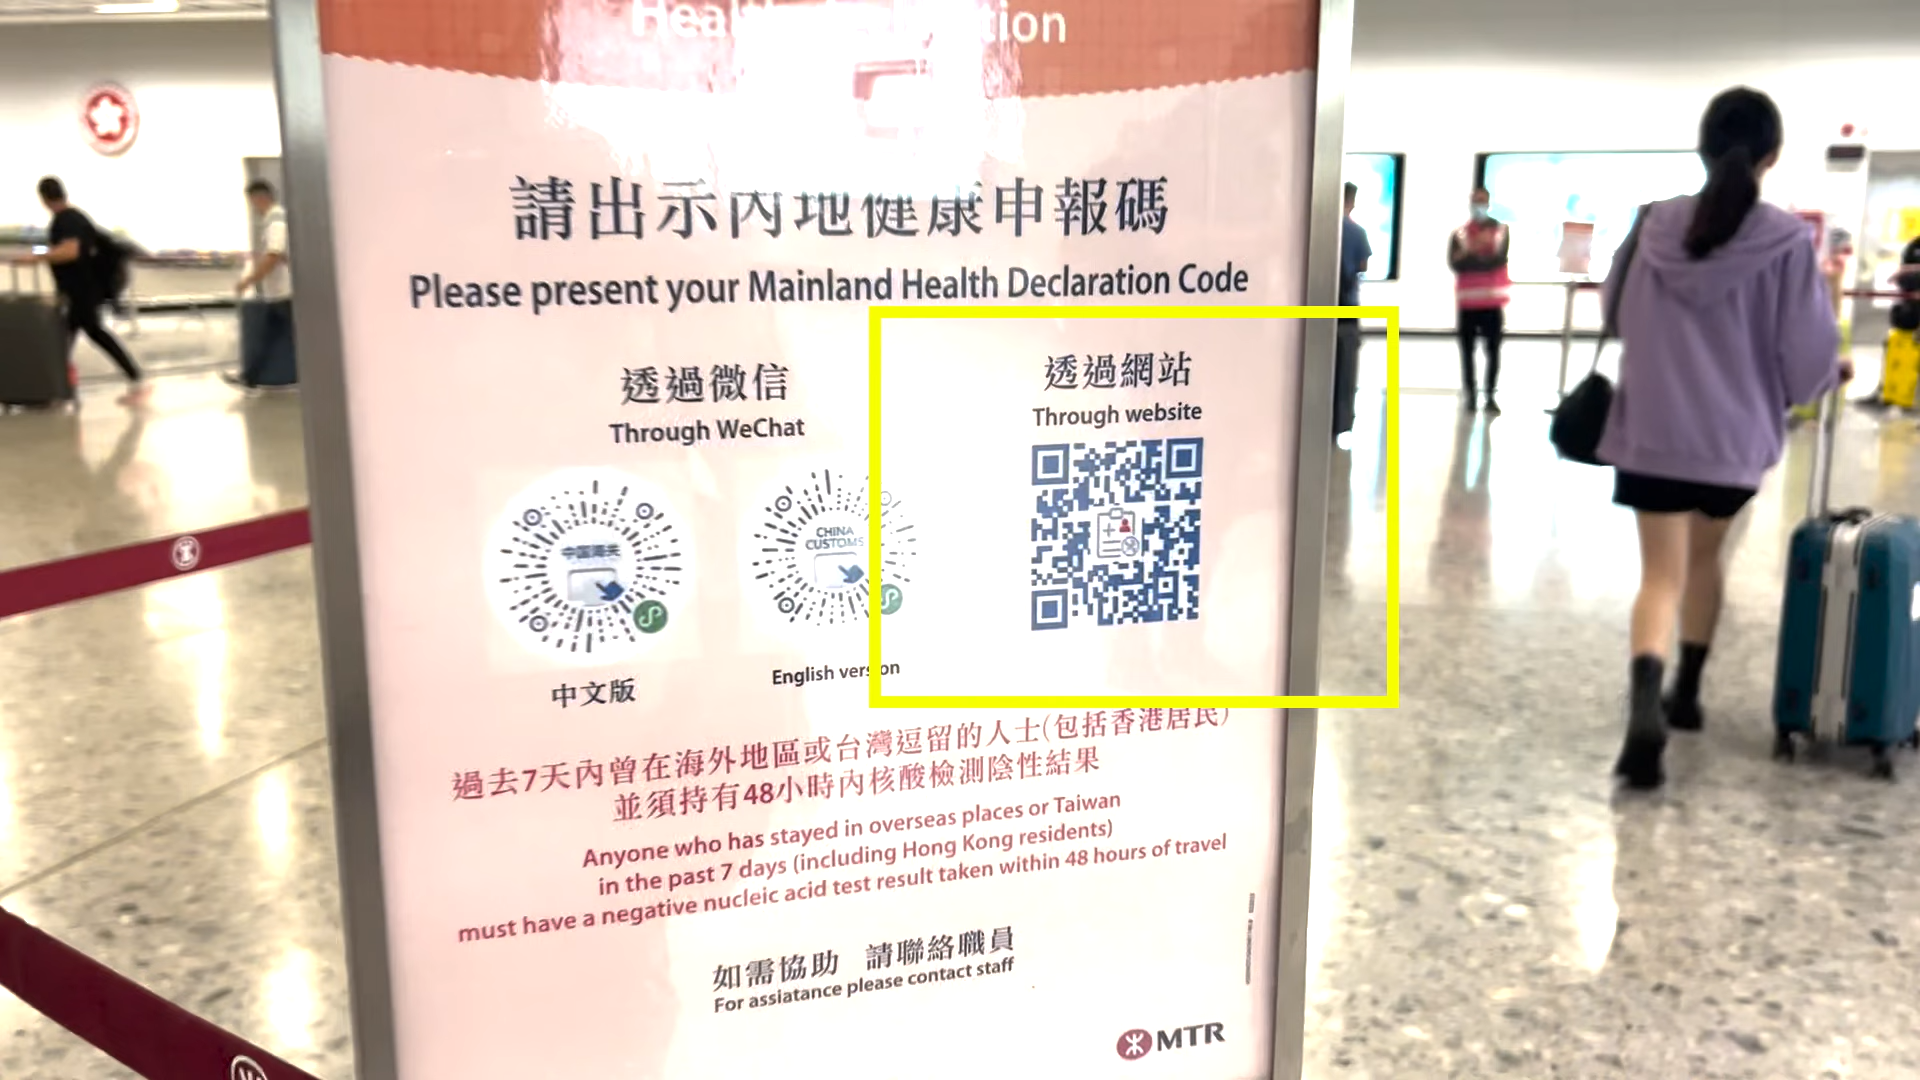 請出示內地健康申報碼
Please present your Mainland Health Declaration Code
透過微信
Through WeChat
透過網站
Through website
中国海关
CHINA
CUSTOMS
中文版
English version
過去7天內曾在海外地區或台灣逗留的人士(包括香港居民)
並須持有48小時內核酸檢測陰性結果
Anyone who has stayed in overseas places or Taiwan
in the past 7 days (including Hong Kong residents)
must have a negative nucleic acid test result taken within 48 hours of travel
如需協助 請聯絡職員
For assiatance please contact staff
MTR